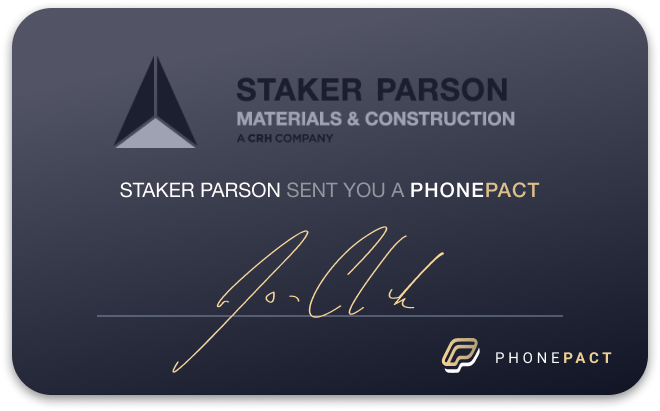 STAKER PARSON
MATERIALS & CONSTRUCTION
A CRH COMPANY
STAKER PARSON SENT YOU A PHONEPACT
PHONEPACT